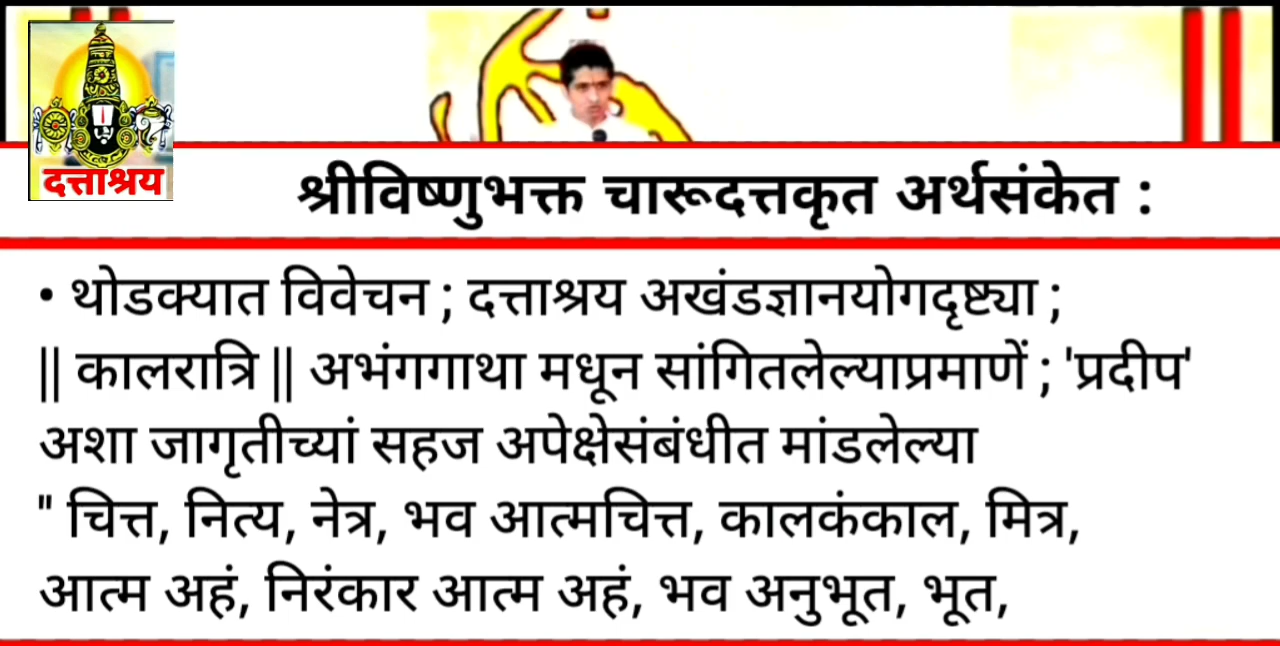 दत्ताश्रय
श्रीविष्णुभक्त चारूदत्तकृत अर्थसंकेत :
• थोडक्यात विवेचन ; दत्ताश्रय अखंडज्ञानयोगदृष्ट्या ;
|| कालरात्रि || अभंगगाथा मधून सांगितलेल्याप्रमाणें ; 'प्रदीप'
अशा जागृतीच्यां सहज अपेक्षेसंबंधीत मांडलेल्या
" चित्त, नित्य, नेत्र, भव आत्मचित्त, कालकंकाल, मित्र,
आत्म अहं, निरंकार आत्म अहं, भव अनुभूत, भूत,